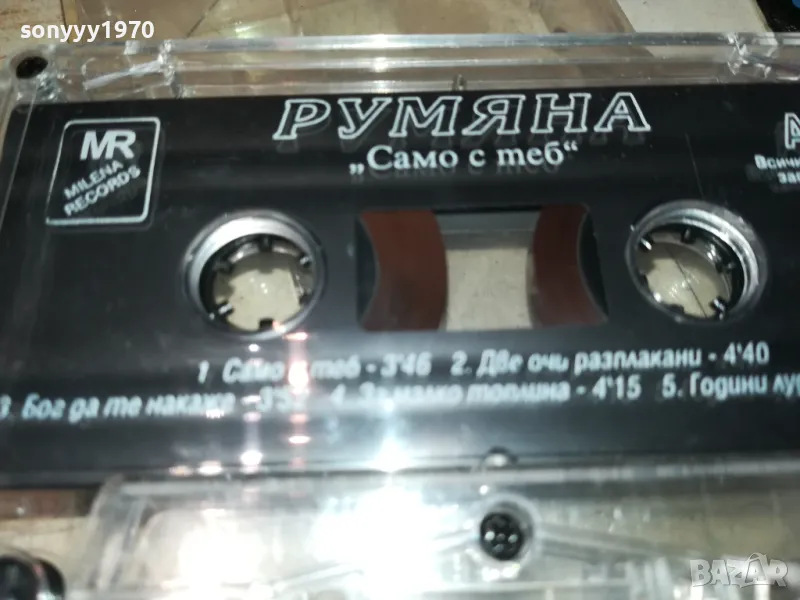 sonyyy1970
РУМЯНА
„Само с теб“
MR
MILENA
RECORDS
A
1 Само с теб - 3'46 2. Две очи разплакани - 4'40
3. Бог да те накаже - За малко топлина - 4'15 5. Години
BAZAR